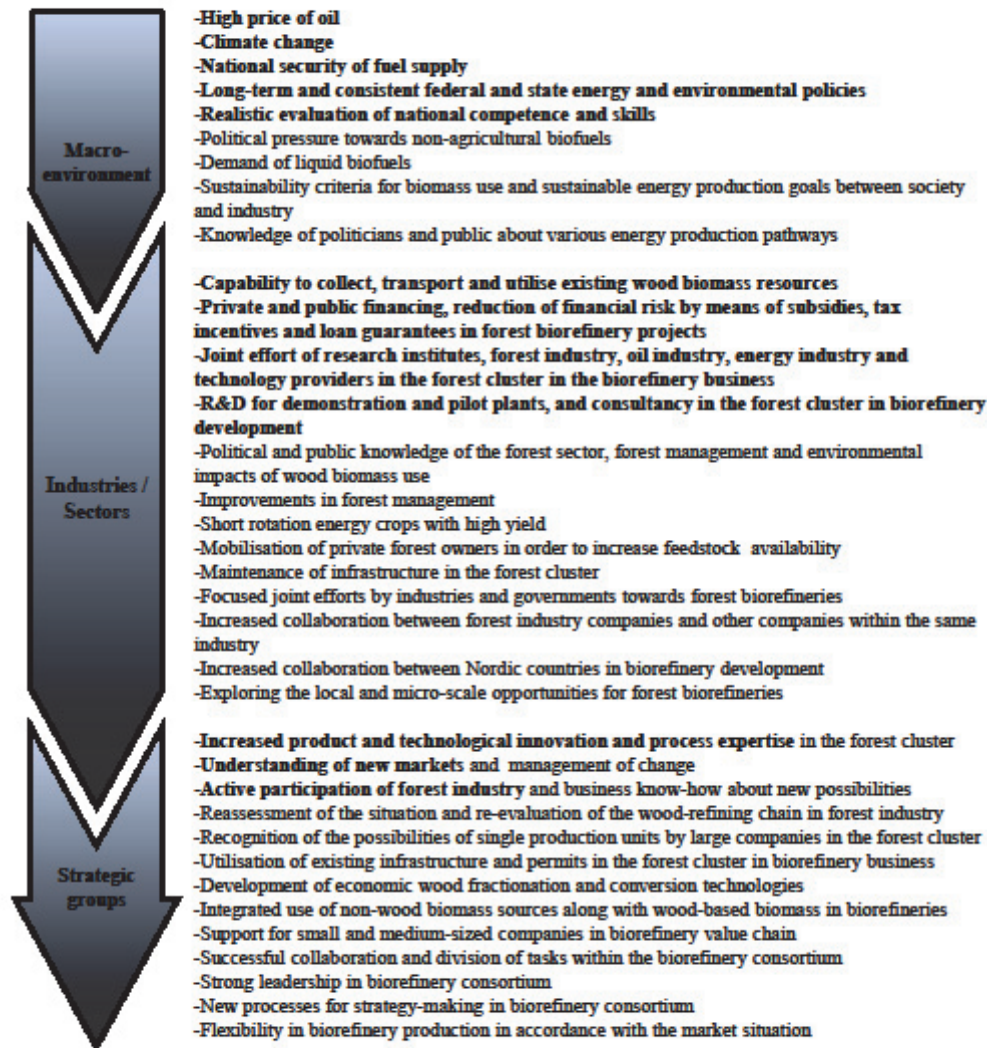 -High price of oil
-Climate change
-National security of fuel supply
-Long-term and consistent federal and state energy and environmental policies
-Realistic evaluation of national competence and skills
-Political pressure towards non-agricultural biofuels
-Demand of liquid biofuels
-Sustainability criteria for biomass use and sustainable energy production goals between society
and industry
-Knowledge of politicians and public about various energy production pathways
Macro-
environment
-Capability to collect, transport and utilise existing wood biomass resources
-Private and public financing, reduction of financial risk by means of subsidies, tax
incentives and loan guarantees in forest biorefinery projects
-Joint effort of research institutes, forest industry, oil industry, energy industry and
technology providers in the forest cluster in the biorefinery business
-R&D for demonstration and pilot plants, and consultancy in the forest cluster in biorefinery
development
-Political and public knowledge of the forest sector, forest management and environmental
impacts of wood biomass use
-Improvements in forest management
-Short rotation energy crops with high yield
-Mobilisation of private forest owners in order to increase feedstock availability
-Maintenance of infrastructure in the forest cluster
-Focused joint efforts by industries and governments towards forest biorefineries
-Increased collaboration between forest industry companies and other companies within the same
industry
-Increased collaboration between Nordic countries in biorefinery development
-Exploring the local and micro-scale opportunities for forest biorefineries
Industries /
Sectors
-Increased product and technological innovation and process expertise in the forest cluster
-Understanding of new markets and management of change
-Active participation of forest industry and business know-how about new possibilities
-Reassessment of the situation and re-evaluation of the wood-refining chain in forest industry
-Recognition of the possibilities of single production units by large companies in the forest cluster
-Utilisation of existing infrastructure and permits in the forest cluster in biorefinery business
-Development of economic wood fractionation and conversion technologies
-Integrated use of non-wood biomass sources along with wood-based biomass in biorefineries
-Support for small and medium-sized companies in biorefinery value chain
-Successful collaboration and division of tasks within the biorefinery consortium
-Strong leadership in biorefinery consortium
-New processes for strategy-making in biorefinery consortium
-Flexibility in biorefinery production in accordance with the market situation
Strategic
groups